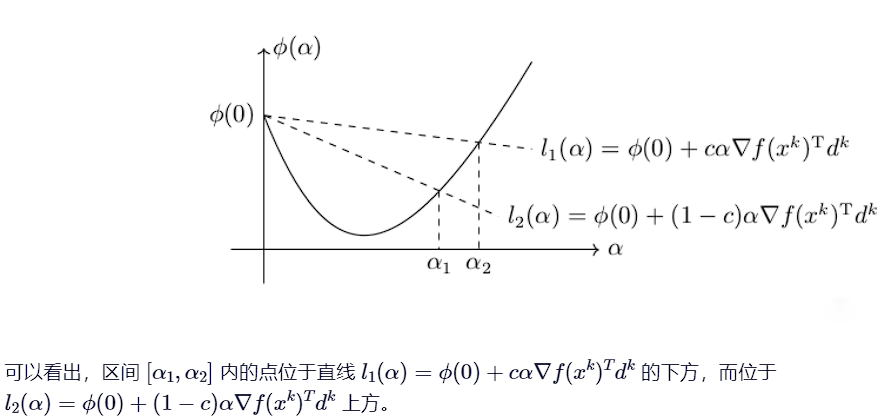 ϕ(α)
ϕ(0)
l₁(α) = ϕ(0) + cα∇f(xᵏ)ᵀdᵏ
l₂(α) = ϕ(0) + (1 − c)α∇f(xᵏ)ᵀdᵏ
α
α₁ α₂
可以看出，区间 [α₁, α₂] 内的点位于直线 l₁(α) = ϕ(0) + cα∇f(xᵏ)ᵀdᵏ 的下方，而位于
l₂(α) = ϕ(0) + (1 − c)α∇f(xᵏ)ᵀdᵏ 上方。